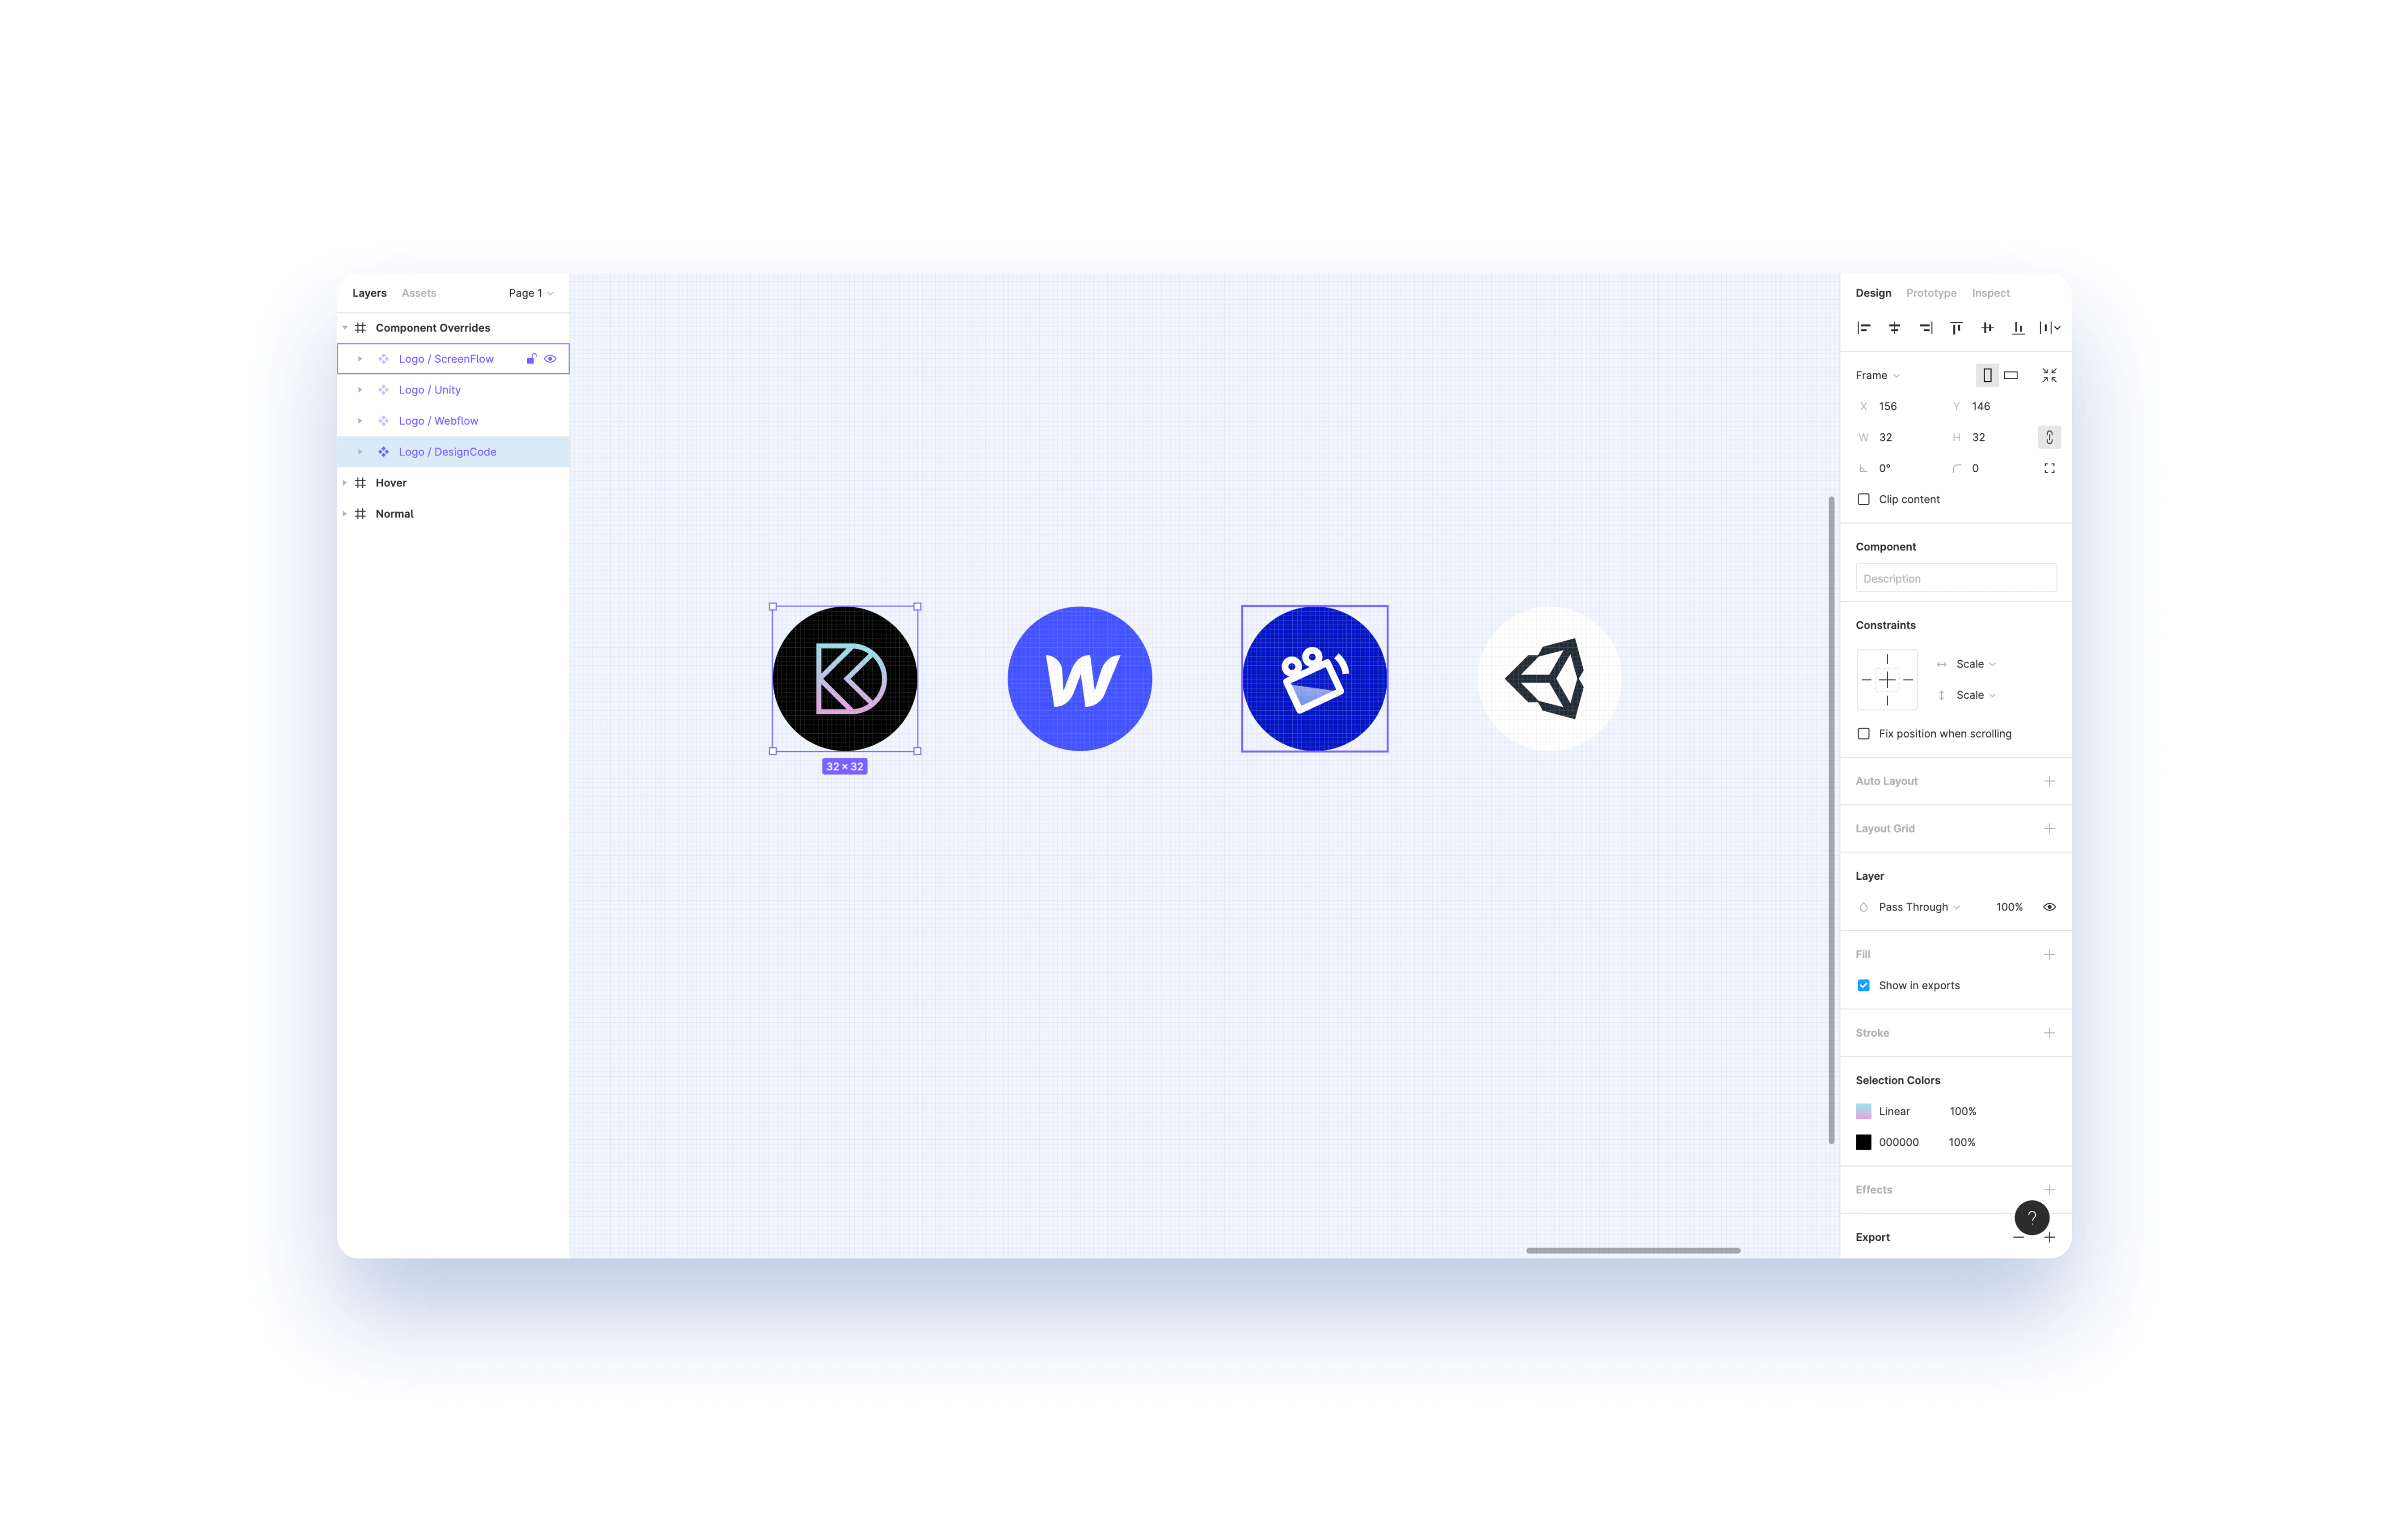 Layers Assets Page 1
Component Overrides
Logo / ScreenFlow
Logo / Unity
Logo / Webflow
Logo / DesignCode
Hover
Normal
32 × 32
Design Prototype Inspect
Frame
X 156 Y 146
W 32 H 32
0° 0
Clip content
Component
Description
Constraints
Scale
Scale
Fix position when scrolling
Auto Layout
Layout Grid
Layer
Pass Through 100%
Fill
Show in exports
Stroke
Selection Colors
Linear 100%
000000 100%
Effects
?
Export